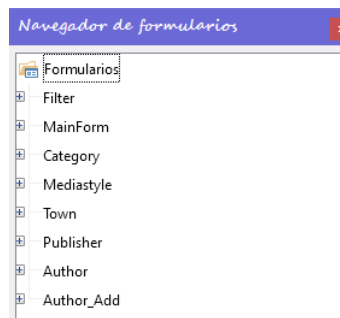 Navegador de formularios
Formularios
Filter
MainForm
Category
Mediastyle
Town
Publisher
Author
Author_Add